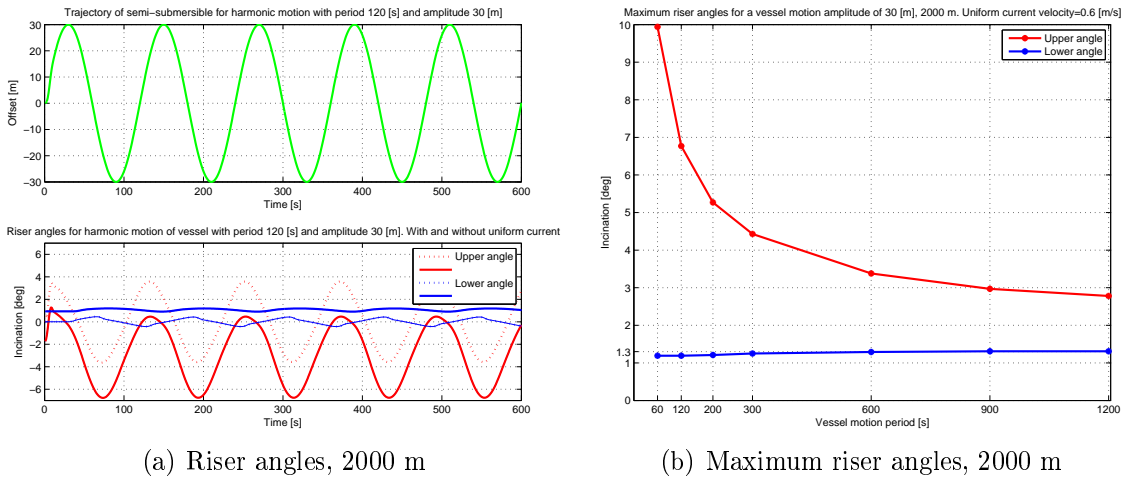 Trajectory of semi−submersible for harmonic motion with period 120 [s] and amplitude 30 [m]
30
20
10
0
−10
−20
−30
Offset [m]
0 100 200 300 400 500 600
Time [s]
Riser angles for harmonic motion of vessel with period 120 [s] and amplitude 30 [m]. With and without uniform current
6
4
2
0
−2
−4
−6
Incination [deg]
Upper angle
Lower angle
0 100 200 300 400 500 600
Time [s]
(a) Riser angles, 2000 m
Maximum riser angles for a vessel motion amplitude of 30 [m], 2000 m. Uniform current velocity=0.6 [m/s]
10
9
8
7
6
5
4
3
2
1.3
1
0
Incination [deg]
Upper angle
Lower angle
60 120 200 300 600 900 1200
Vessel motion period [s]
(b) Maximum riser angles, 2000 m